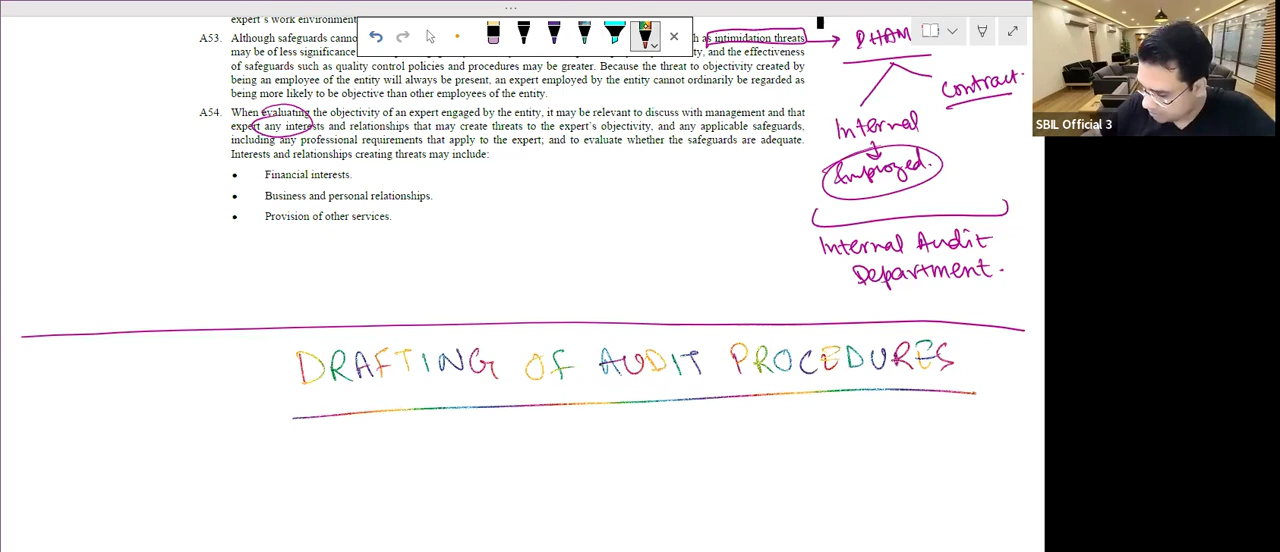 expert's work environment
A53. Although safeguards canno
h as intimidation threats
may be of less significance
ty, and the effectiveness
of safeguards such as quality control policies and procedures may be greater. Because the threat to objectivity created by
being an employee of the entity will always be present, an expert employed by the entity cannot ordinarily be regarded as
being more likely to be objective than other employees of the entity.
A54. When evaluating the objectivity of an expert engaged by the entity, it may be relevant to discuss with management and that
expert any interests and relationships that may create threats to the expert's objectivity, and any applicable safeguards,
including any professional requirements that apply to the expert; and to evaluate whether the safeguards are adequate.
Interests and relationships creating threats may include:
• Financial interests.
• Business and personal relationships.
• Provision of other services.
DHAM
Contract.
Internal
Employed.
Internal Audit
Department.
DRAFTING OF AUDIT PROCEDURES
SBIL Official 3